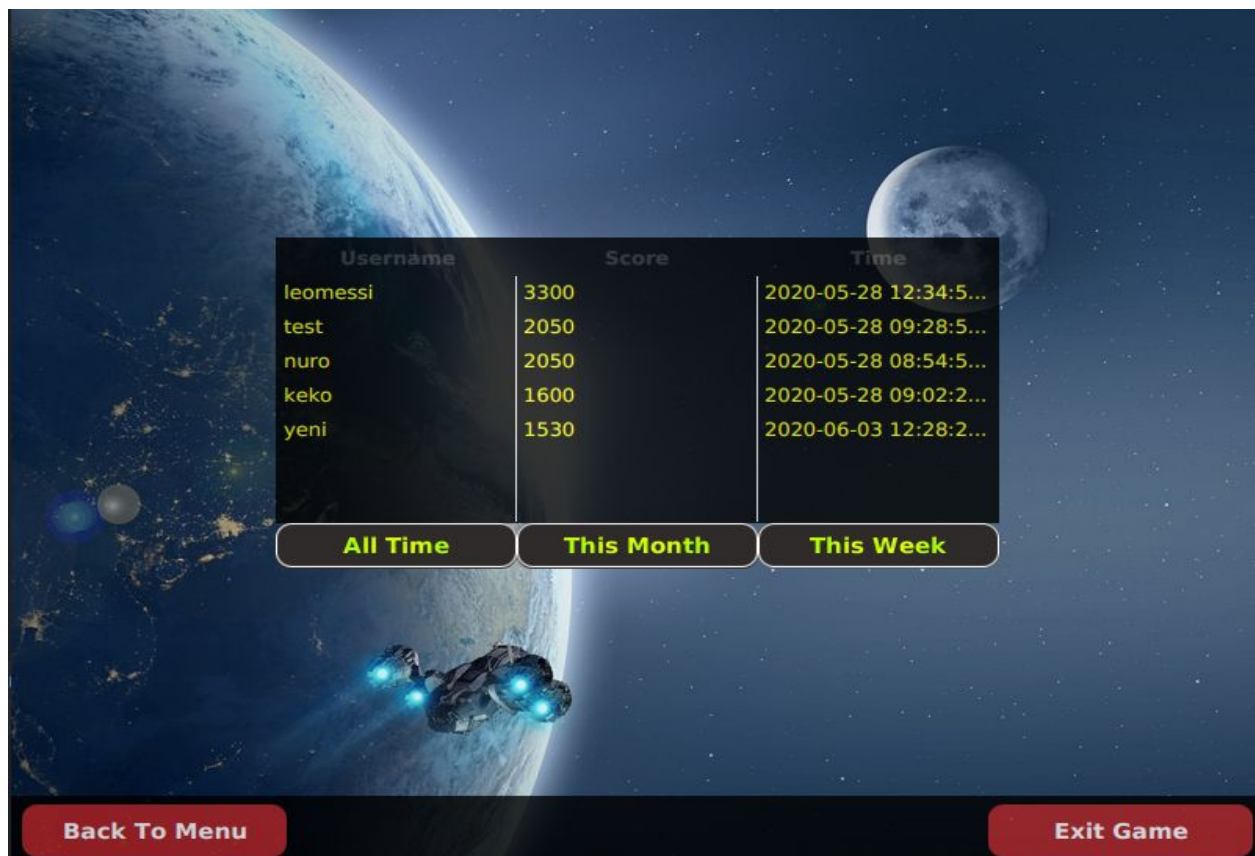 Username Score Time
leomessi 3300 2020-05-28 12:34:5...
test 2050 2020-05-28 09:28:5...
nuro 2050 2020-05-28 08:54:5...
keko 1600 2020-05-28 09:02:2...
yeni 1530 2020-06-03 12:28:2...
All Time This Month This Week
Back To Menu Exit Game